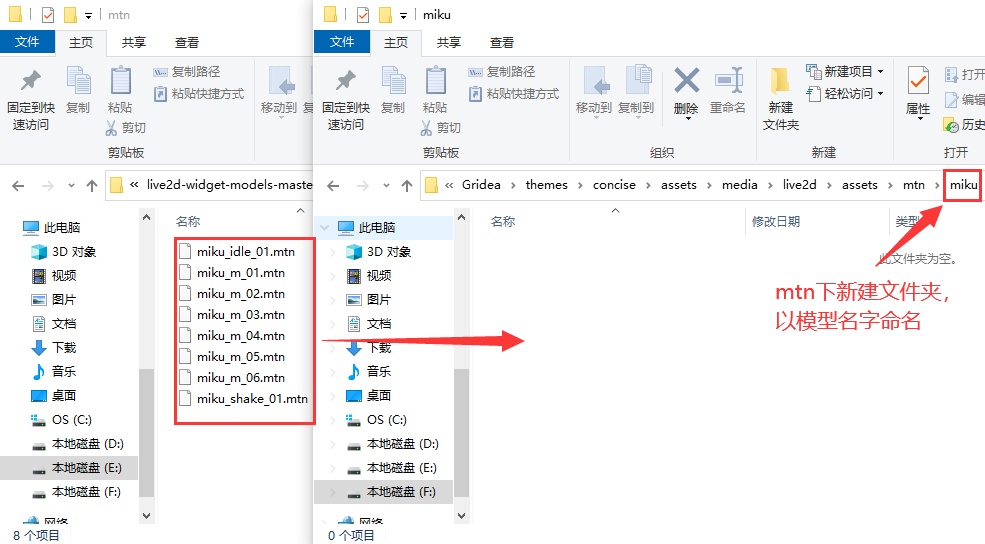 mtn
文件
主页
共享
查看
固定到快
速访问
复制
粘贴
复制路径
粘贴快捷方式
剪切
移动到
复
剪贴板
live2d-widget-models-maste
此电脑
3D 对象
视频
图片
文档
下载
音乐
桌面
OS (C:)
本地磁盘 (D:)
本地磁盘 (E:)
本地磁盘 (F:)
网络
8 个项目
名称
miku_idle_01.mtn
miku_m_01.mtn
miku_m_02.mtn
miku_m_03.mtn
miku_m_04.mtn
miku_m_05.mtn
miku_m_06.mtn
miku_shake_01.mtn
miku
文件
主页
共享
查看
固定到快
速访问
复制
粘贴
复制路径
粘贴快捷方式
剪切
剪贴板
移动到
复制到
删除
重命名
组织
新建
文件夹
新建项目
轻松访问
新建
属性
打开
编辑
历史
打开
« Gridea › themes › concise › assets › media › live2d › assets › mtn › miku
此电脑
3D 对象
视频
图片
文档
下载
音乐
桌面
OS (C:)
本地磁盘 (D:)
本地磁盘 (E:)
本地磁盘 (F:)
网络
0 个项目
名称
修改日期
类型
此文件夹为空。
mtn下新建文件夹，
以模型名字命名